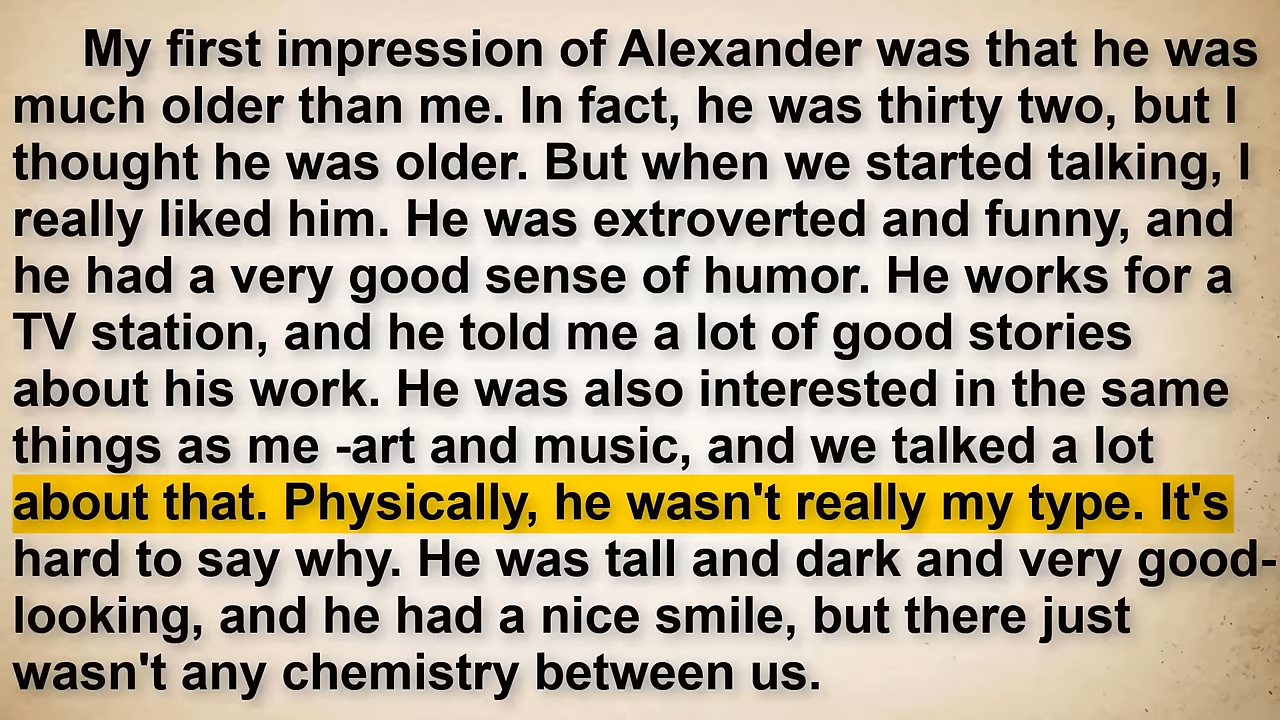 My first impression of Alexander was that he was
much older than me. In fact, he was thirty two, but I
thought he was older. But when we started talking, I
really liked him. He was extroverted and funny, and
he had a very good sense of humor. He works for a
TV station, and he told me a lot of good stories
about his work. He was also interested in the same
things as me -art and music, and we talked a lot
about that. Physically, he wasn't really my type. It's
hard to say why. He was tall and dark and very good-
looking, and he had a nice smile, but there just
wasn't any chemistry between us.